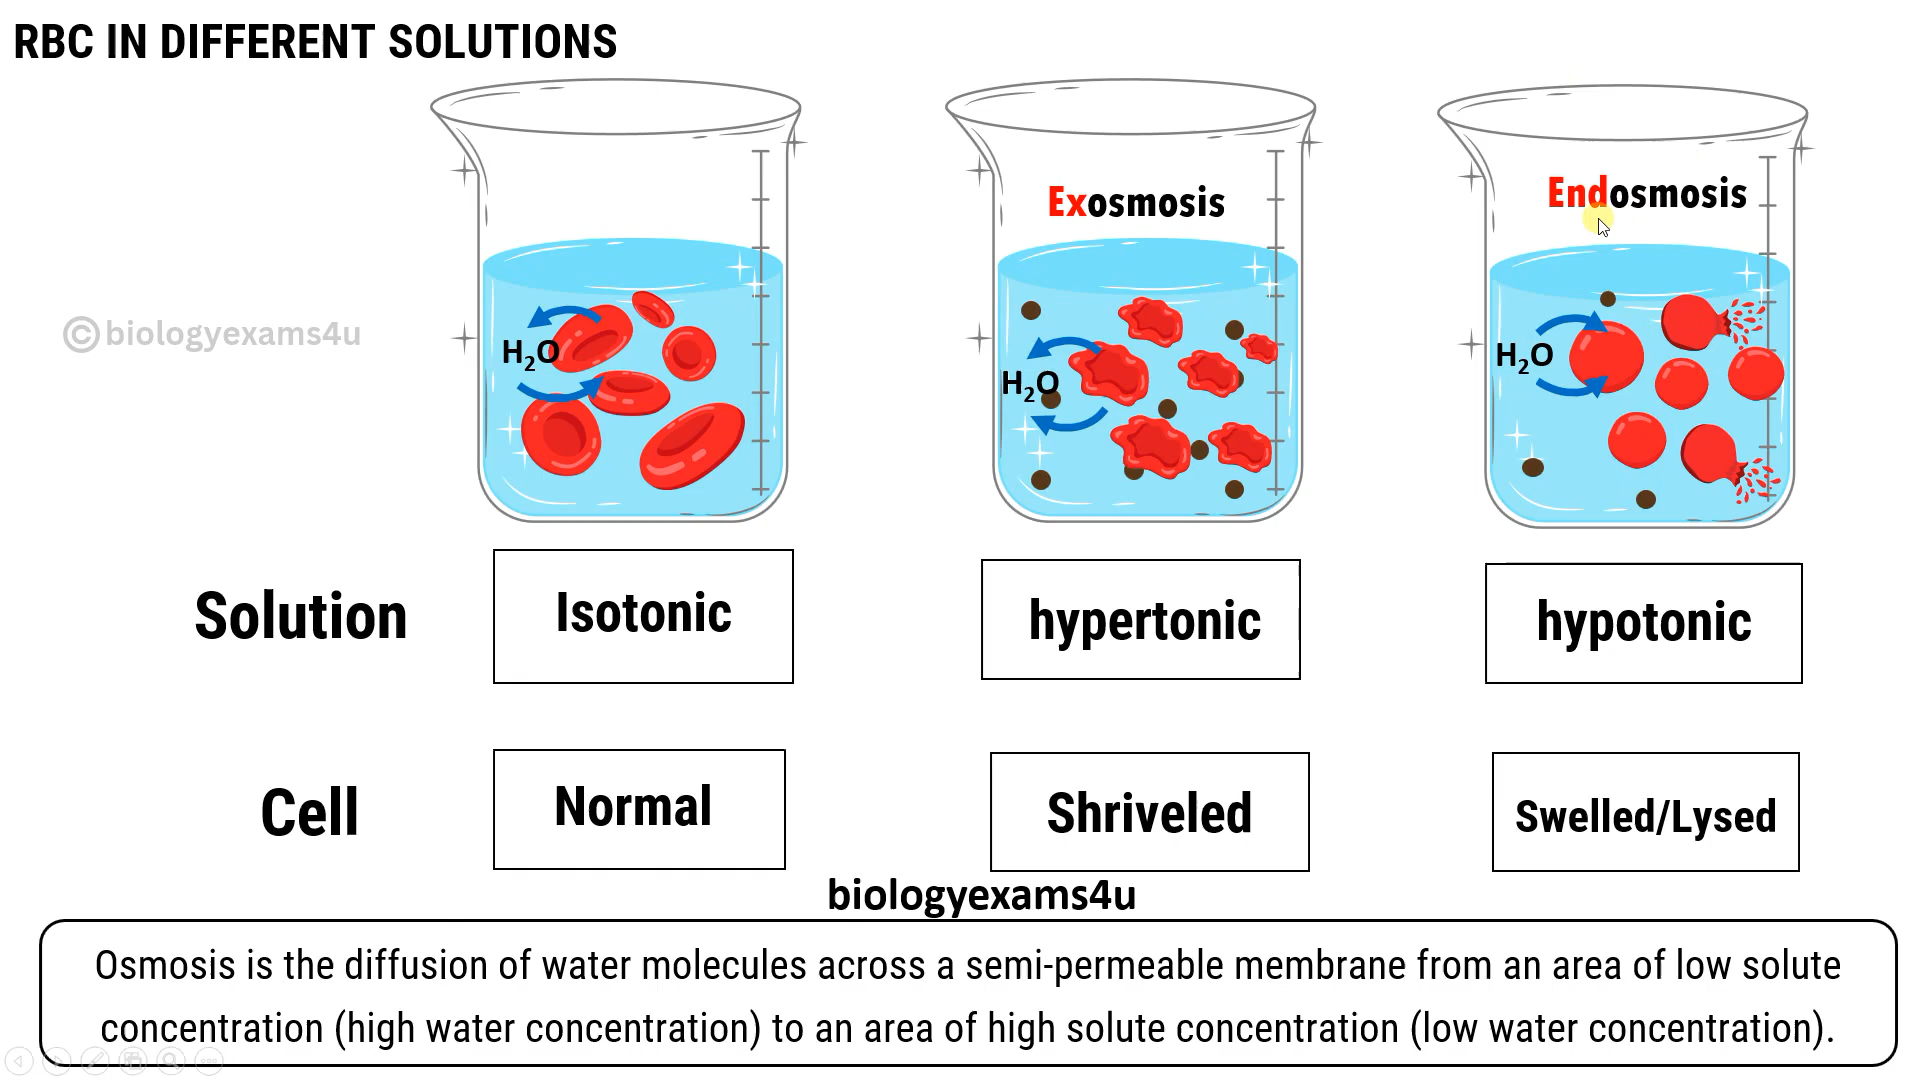 RBC IN DIFFERENT SOLUTIONS
Exosmosis
Endosmosis
© biologyexams4u
H₂O
H₂O
H₂O
Solution
Isotonic
hypertonic
hypotonic
Cell
Normal
Shriveled
Swelled/Lysed
biologyexams4u
Osmosis is the diffusion of water molecules across a semi-permeable membrane from an area of low solute
concentration (high water concentration) to an area of high solute concentration (low water concentration).